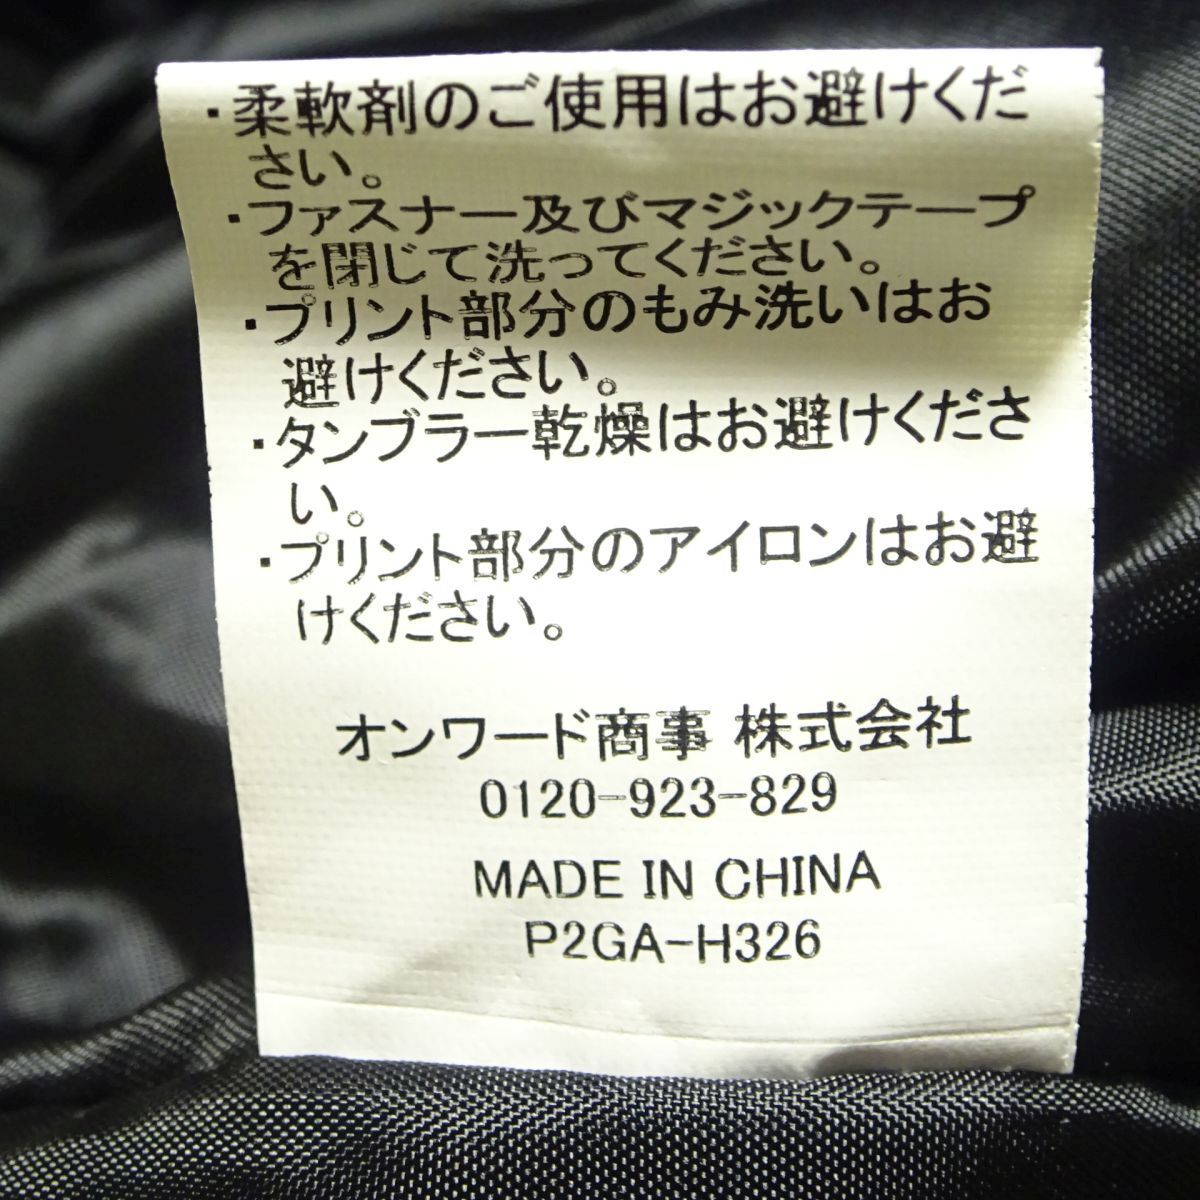 ・柔軟剤のご使用はお避けくだ
さい。
・ファスナー及びマジックテープ
を閉じて洗ってください。
・プリント部分のもみ洗いはお
避けください。
・タンブラー乾燥はお避けくださ
い。
・プリント部分のアイロンはお避
けください。
オンワード商事 株式会社
0120-923-829
MADE IN CHINA
P2GA-H326